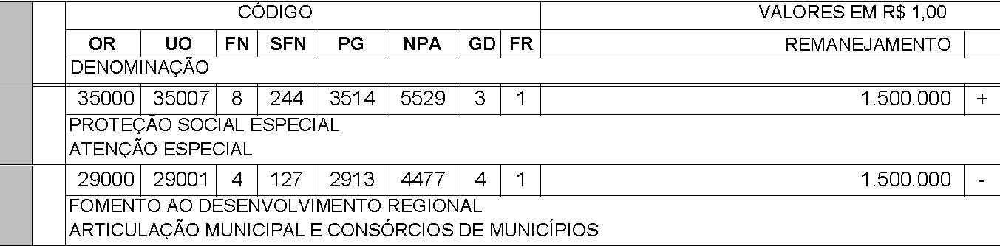 CÓDIGO VALORES EM R$ 1,00
OR UO FN SFN PG NPA GD FR REMANEJAMENTO
DENOMINAÇÃO
35000 35007 8 244 3514 5529 3 1 1.500.000 +
PROTEÇÃO SOCIAL ESPECIAL
ATENÇÃO ESPECIAL
29000 29001 4 127 2913 4477 4 1 1.500.000 -
FOMENTO AO DESENVOLVIMENTO REGIONAL
ARTICULAÇÃO MUNICIPAL E CONSÓRCIOS DE MUNICÍPIOS